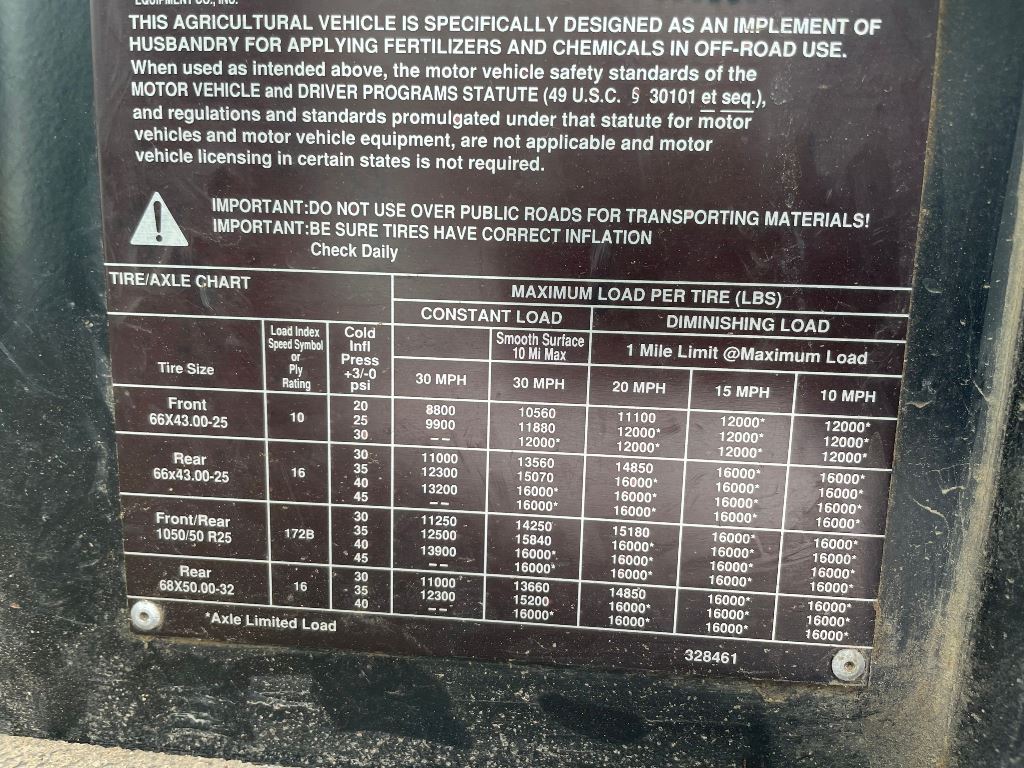 EQUIPMENT CO., INC.
THIS AGRICULTURAL VEHICLE IS SPECIFICALLY DESIGNED AS AN IMPLEMENT OF
HUSBANDRY FOR APPLYING FERTILIZERS AND CHEMICALS IN OFF-ROAD USE.
When used as intended above, the motor vehicle safety standards of the
MOTOR VEHICLE and DRIVER PROGRAMS STATUTE (49 U.S.C. § 30101 et seq.),
and regulations and standards promulgated under that statute for motor
vehicles and motor vehicle equipment, are not applicable and motor
vehicle licensing in certain states is not required.
IMPORTANT:DO NOT USE OVER PUBLIC ROADS FOR TRANSPORTING MATERIALS!
IMPORTANT:BE SURE TIRES HAVE CORRECT INFLATION
Check Daily
TIRE/AXLE CHART
MAXIMUM LOAD PER TIRE (LBS)
CONSTANT LOAD DIMINISHING LOAD
Smooth Surface
10 Mi Max
1 Mile Limit @Maximum Load
Tire Size
Load Index
Speed Symbol
or
Ply
Rating
Cold
Infl
Press
+3/-0
psi
30 MPH 30 MPH 20 MPH 15 MPH 10 MPH
Front
66X43.00-25
10
20 8800 10560 11100 12000* 12000*
25 9900 11880 12000* 12000* 12000*
30 -- 12000* 12000* 12000* 12000*
Rear
66x43.00-25
16
30 11000 13560 14850 16000* 16000*
35 12300 15070 16000* 16000* 16000*
40 13200 16000* 16000* 16000* 16000*
45 -- 16000* 16000* 16000* 16000*
Front/Rear
1050/50 R25
172B
30 11250 14250 15180 16000* 16000*
35 12500 15840 16000* 16000* 16000*
40 13900 16000* 16000* 16000* 16000*
45 -- 16000* 16000* 16000* 16000*
Rear
68X50.00-32
16
30 11000 13660 14850 16000* 16000*
35 12300 15200 16000* 16000* 16000*
40 -- 16000* 16000* 16000* 16000*
*Axle Limited Load
328461